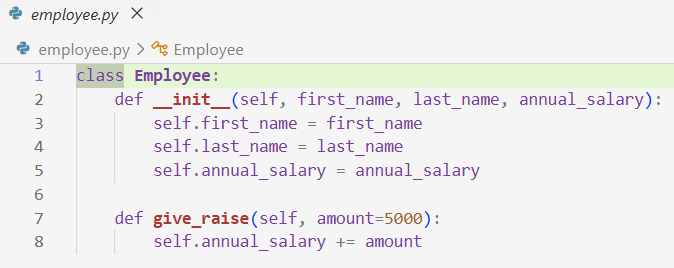 employee.py ×
employee.py > Employee
1 class Employee:
2     def __init__(self, first_name, last_name, annual_salary):
3         self.first_name = first_name
4         self.last_name = last_name
5         self.annual_salary = annual_salary
6
7     def give_raise(self, amount=5000):
8         self.annual_salary += amount